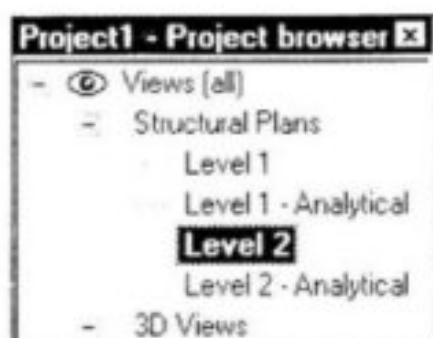 Project1 - Project browser
Views (all)
Structural Plans
Level 1
Level 1 - Analytical
Level 2
Level 2 - Analytical
3D Views